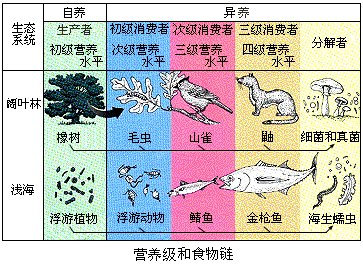 生态系统
自养
异养
生产者
初级营养水平
初级消费者
次级营养水平
次级消费者
三级营养水平
三级消费者
四级营养水平
分解者
阔叶林
橡树
毛虫
山雀
鼬
细菌和真菌
浅海
浮游植物
浮游动物
鲭鱼
金枪鱼
海生蠕虫
营养级和食物链